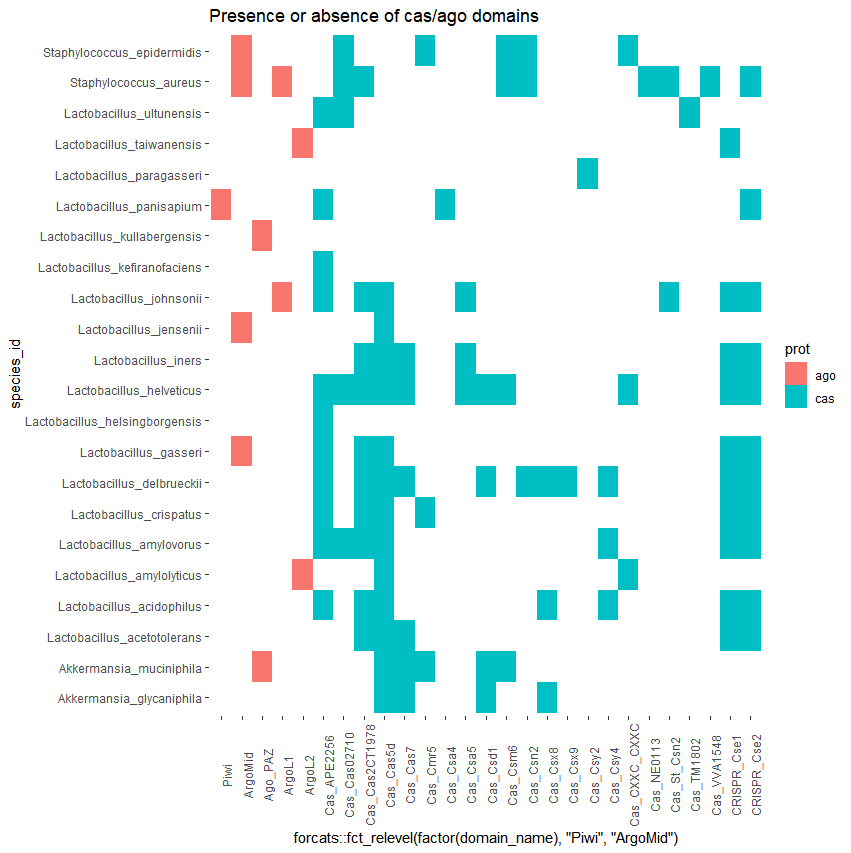 Presence or absence of cas/ago domains
species_id
Staphylococcus_epidermidis
Staphylococcus_aureus
Lactobacillus_ultunensis
Lactobacillus_taiwanensis
Lactobacillus_paragasseri
Lactobacillus_panisapium
Lactobacillus_kullabergensis
Lactobacillus_kefiranofaciens
Lactobacillus_johnsonii
Lactobacillus_jensenii
Lactobacillus_iners
Lactobacillus_helveticus
Lactobacillus_helsingborgensis
Lactobacillus_gasseri
Lactobacillus_delbrueckii
Lactobacillus_crispatus
Lactobacillus_amylovorus
Lactobacillus_amylolyticus
Lactobacillus_acidophilus
Lactobacillus_acetotolerans
Akkermansia_muciniphila
Akkermansia_glycaniphila
Piwi
ArgoMid
Ago_PAZ
ArgoL1
ArgoL2
Cas_APE2256
Cas_Cas02710
Cas_Cas2CT1978
Cas_Cas5d
Cas_Cas7
Cas_Cmr5
Cas_Csa4
Cas_Csa5
Cas_Csd1
Cas_Csm6
Cas_Csn2
Cas_Csx8
Cas_Csx9
Cas_Csy2
Cas_Csy4
Cas_CXXC_CXXC
Cas_NE0113
Cas_St_Csn2
Cas_TM1802
Cas_VVA1548
CRISPR_Cse1
CRISPR_Cse2
forcats::fct_relevel(factor(domain_name), "Piwi", "ArgoMid")
prot
ago
cas